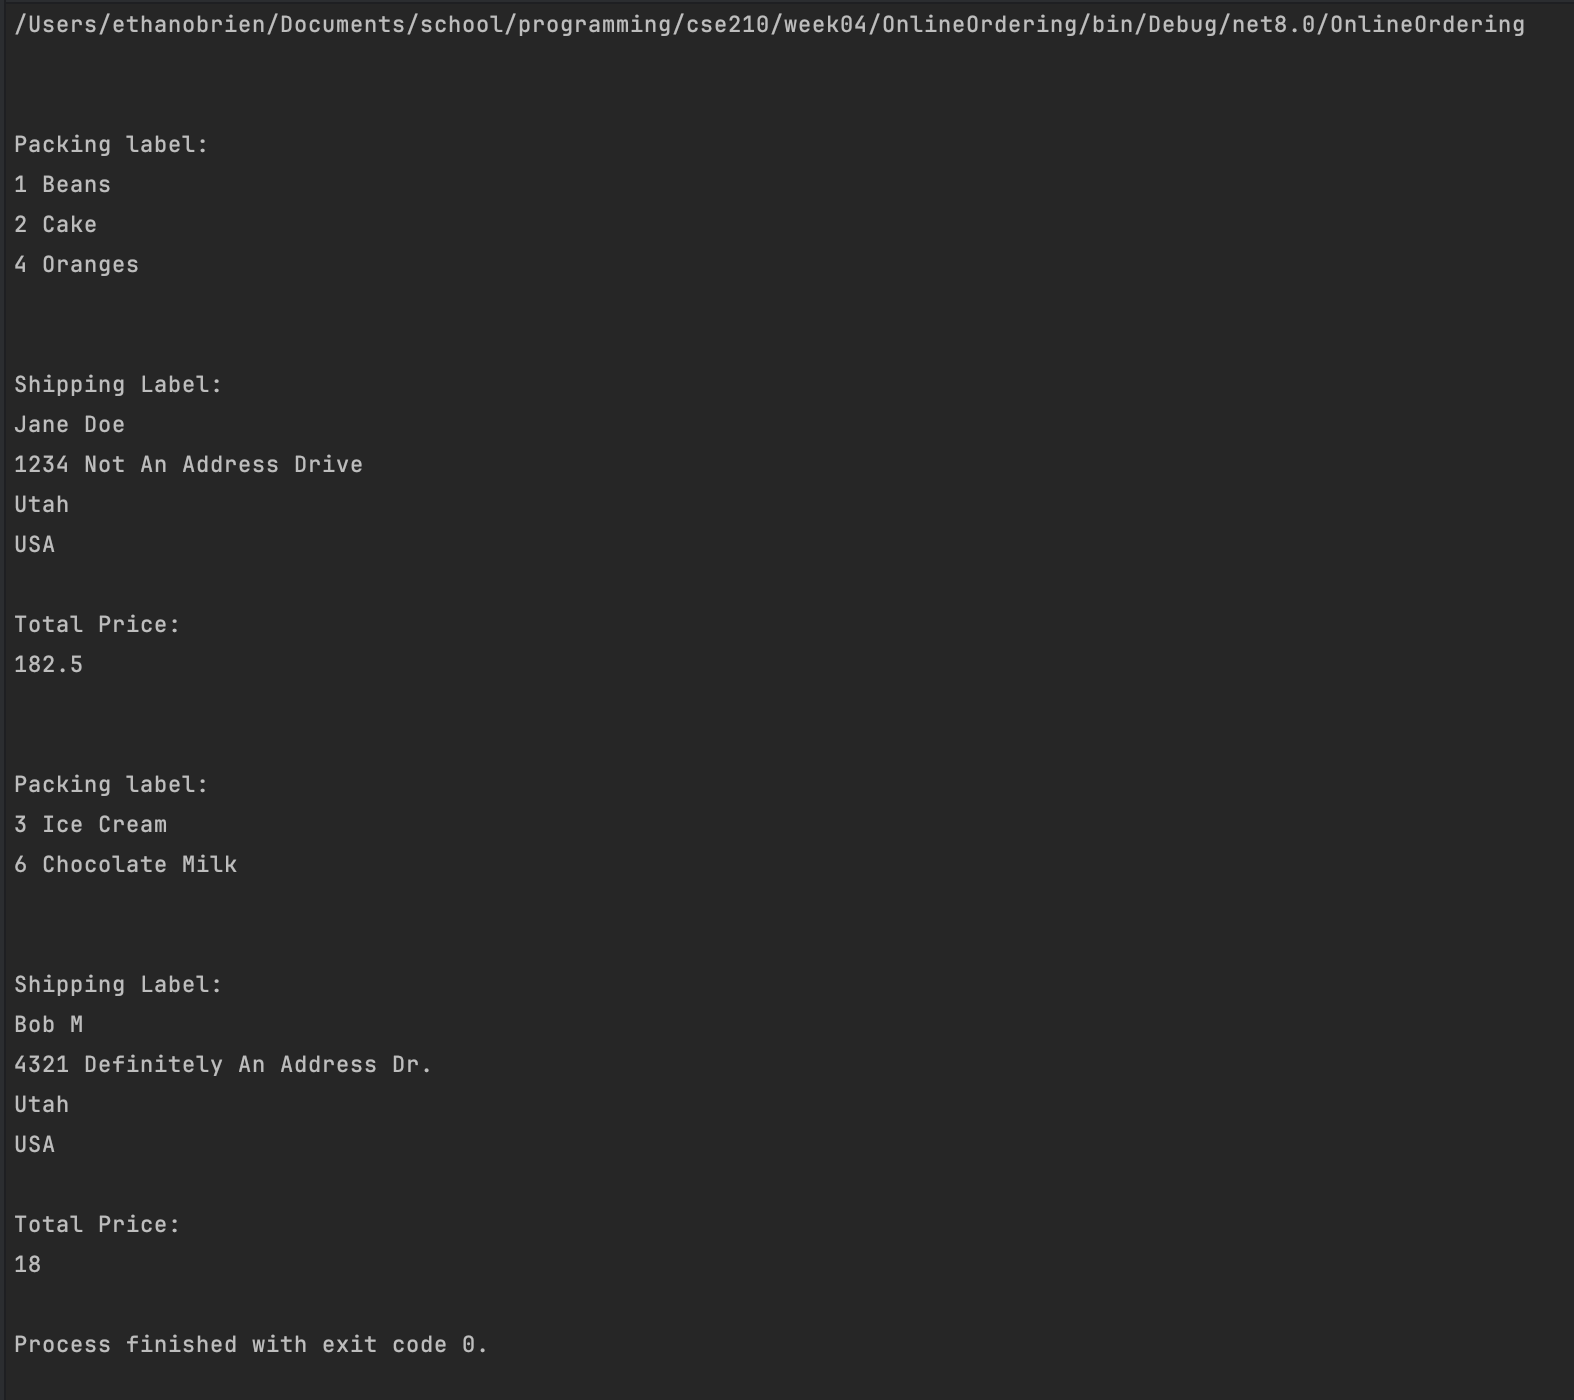 /Users/ethanobrien/Documents/school/programming/cse210/week04/OnlineOrdering/bin/Debug/net8.0/OnlineOrdering
Packing label:
1 Beans
2 Cake
4 Oranges
Shipping Label:
Jane Doe
1234 Not An Address Drive
Utah
USA
Total Price:
182.5
Packing label:
3 Ice Cream
6 Chocolate Milk
Shipping Label:
Bob M
4321 Definitely An Address Dr.
Utah
USA
Total Price:
18
Process finished with exit code 0.